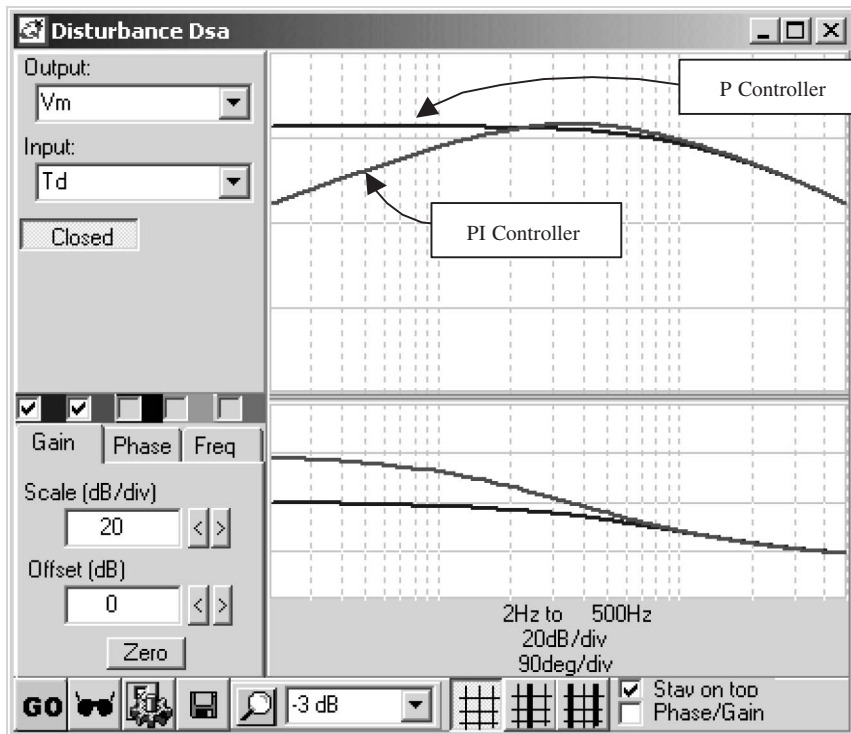 Disturbance Dsa
Output:
Vm
Input:
Td
Closed
P Controller
PI Controller
Gain
Phase
Freq
Scale (dB/div)
20
< >
Offset (dB)
0
< >
Zero
2Hz to 500Hz
20dB/div
90deg/div
GO
-3 dB
Stay on top
Phase/Gain